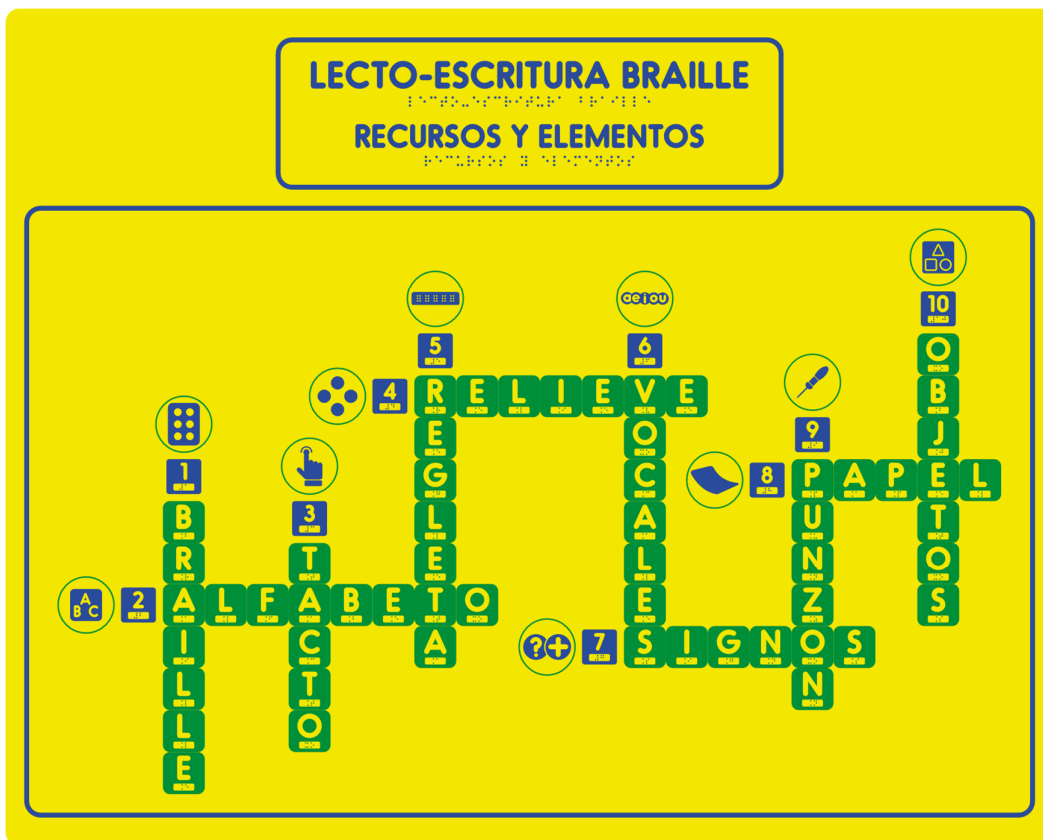 LECTO-ESCRITURA BRAILLE
RECURSOS Y ELEMENTOS
1
BRAILLE
A
B C
2
ALFABETO
3
TACTO
4
RELIEVE
5
REGLETA
aeiou
6
VOCALES
?+
7
SIGNOS
8
PAPEL
9
PUNZON
10
OBJETOS